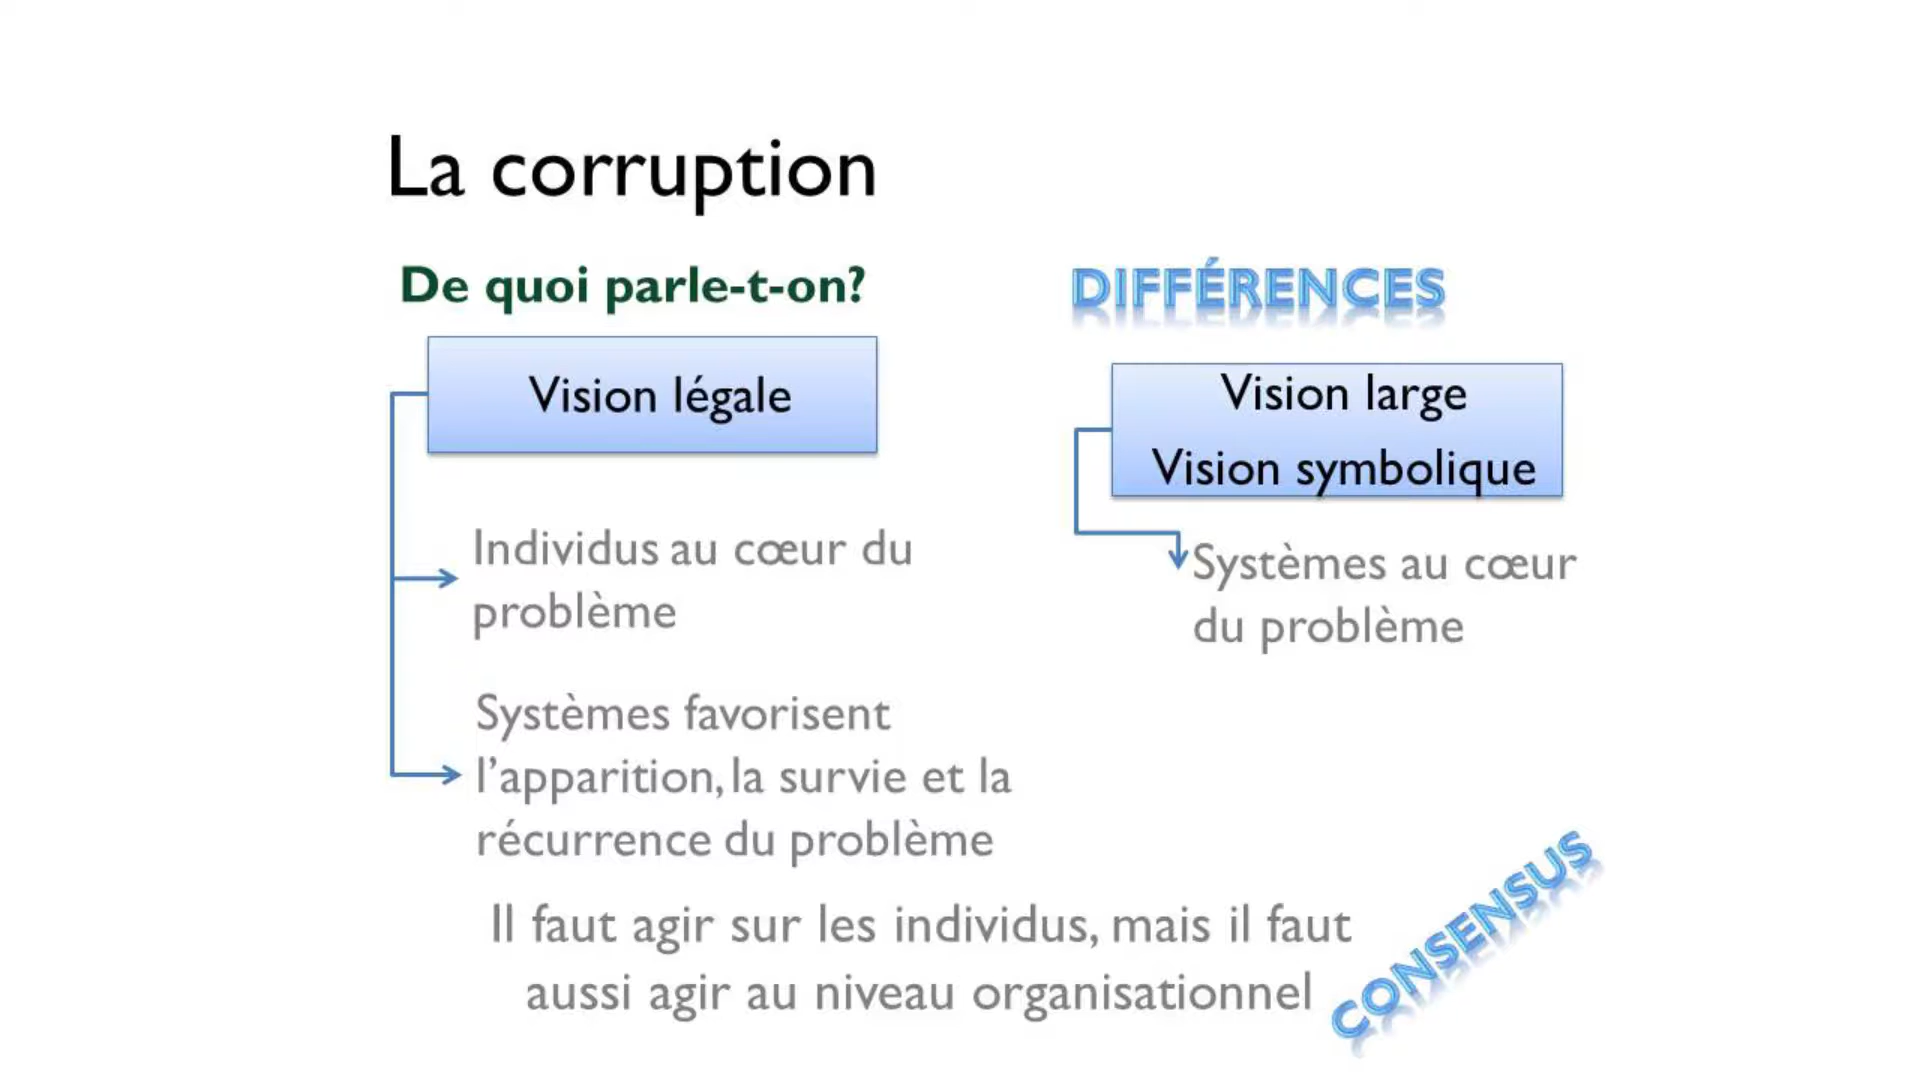 La corruption
De quoi parle-t-on?
DIFFÉRENCES
Vision légale
Vision large
Vision symbolique
Individus au cœur du
problème
Systèmes au cœur
du problème
Systèmes favorisent
l’apparition, la survie et la
récurrence du problème
Il faut agir sur les individus, mais il faut
aussi agir au niveau organisationnel
CONSENSUS